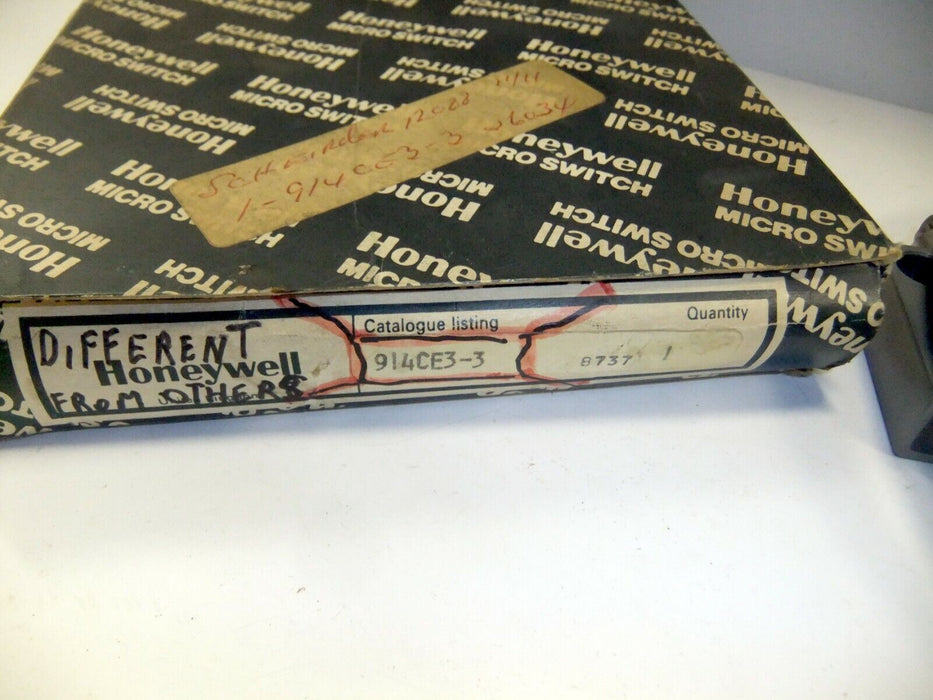 Honeywell
MICRO SWITCH
1-914CE3-3
DIFFERENT
Honeywell
FROM OTHERS
Catalogue listing
914CE3-3
Quantity
8737 1